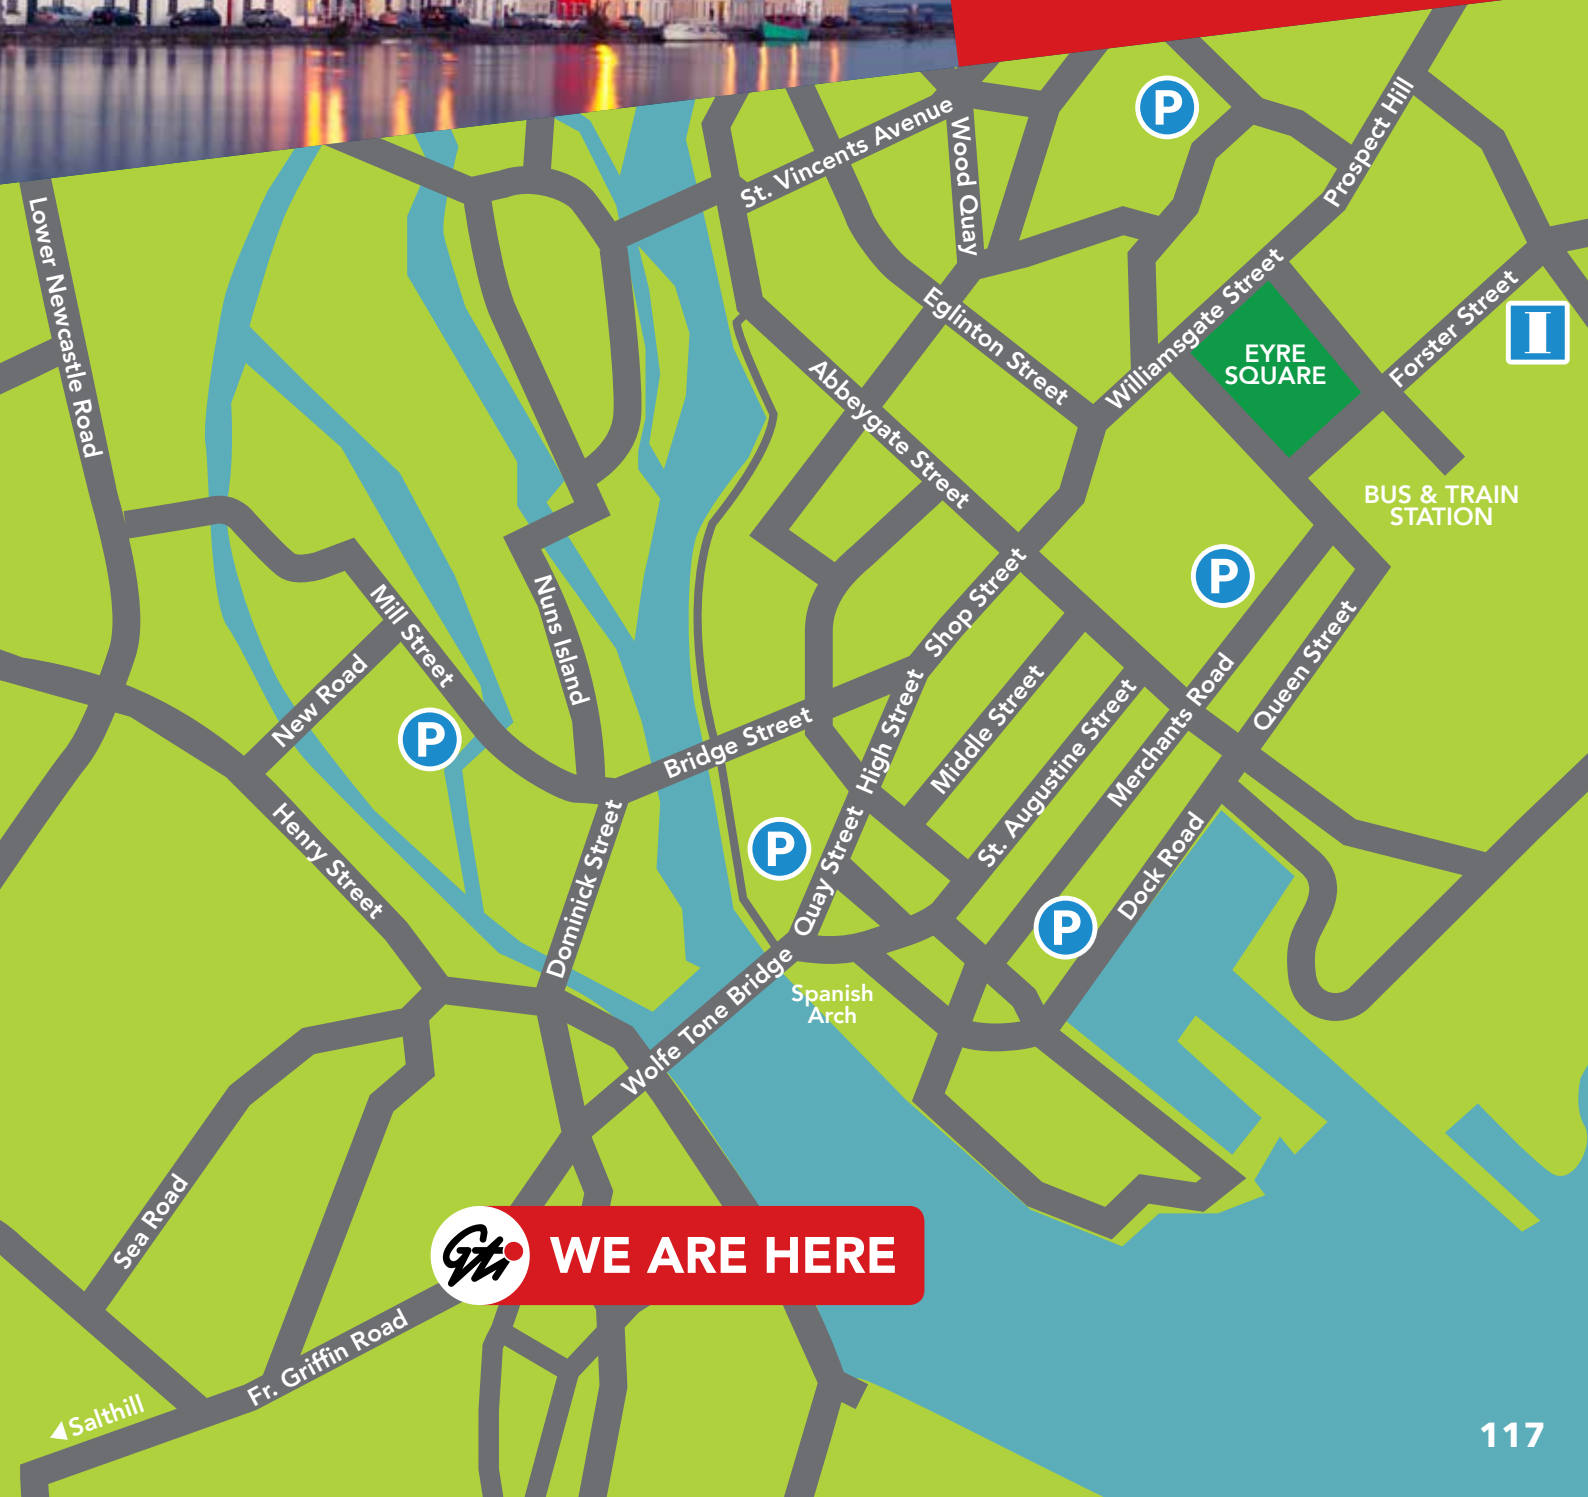 P
Prospect Hill
St. Vincents Avenue
Wood Quay
Lower Newcastle Road
Eglinton Street
Williamsgate Street
Forster Street
I
EYRE
SQUARE
Abbeygate Street
BUS & TRAIN
STATION
P
Shop Street
Nuns Island
Mill Street
New Road
P
Queen Street
Merchants Road
Middle Street
St. Augustine Street
High Street
Bridge Street
Henry Street
Dominick Street
P
Quay Street
Dock Road
P
Wolfe Tone Bridge
Spanish
Arch
Sea Road
Gti
WE ARE HERE
Fr. Griffin Road
Salthill
117